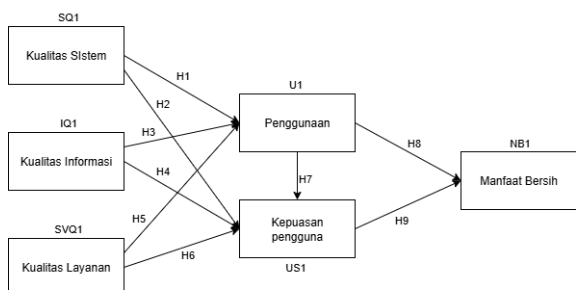 SQ1
Kualitas SIstem
H1
H2
U1
Penggunaan
IQ1
Kualitas Informasi
H3
H4
H8
NB1
Manfaat Bersih
H7
SVQ1
Kualitas Layanan
H5
H6
Kepuasan
pengguna
US1
H9